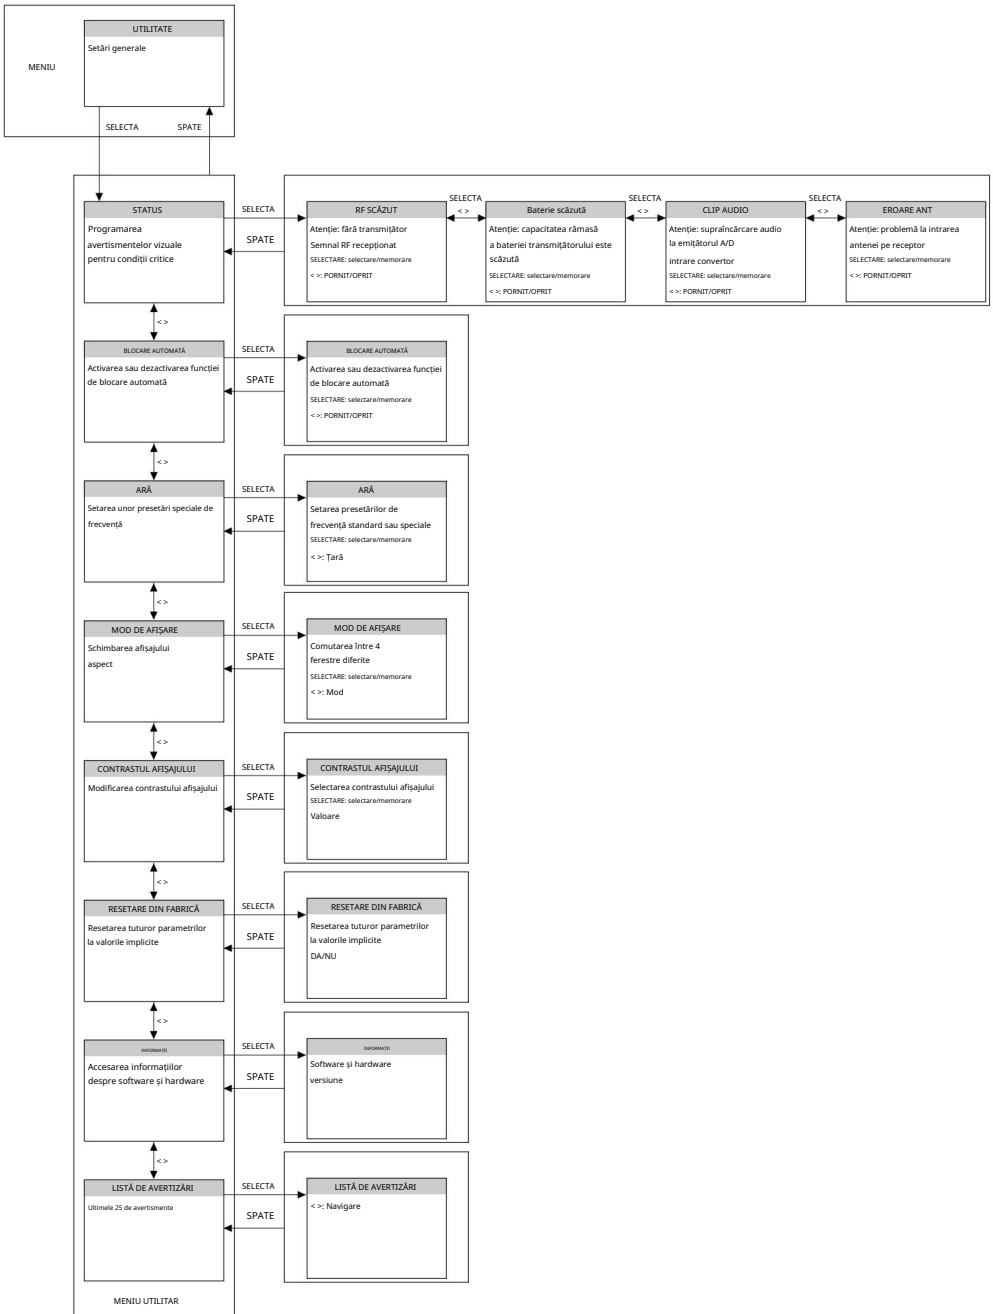 UTILITATE
Setări generale
MENIU
SELECTA
SPATE
STATUS
Programarea
avertismentelor vizuale
pentru condiții critice
SELECTA
SPATE
RF SCĂZUT
Atenție: fără transmițător
Semnal RF recepționat
SELECTARE: selectare/memorare
< >: PORNIT/OPRIT
SELECTA
< >
Baterie scăzută
Atenție: capacitatea rămasă
a bateriei transmițătorului este
scăzută
SELECTARE: selectare/memorare
< >: PORNIT/OPRIT
SELECTA
< >
CLIP AUDIO
Atenție: supraîncărcare audio
la emițătorul A/D
intrare convertor
SELECTARE: selectare/memorare
< >: PORNIT/OPRIT
SELECTA
< >
EROARE ANT
Atenție: problemă la intrarea
antenei pe receptor
SELECTARE: selectare/memorare
< >: PORNIT/OPRIT
< >
BLOCARE AUTOMATĂ
Activarea sau dezactivarea funcției
de blocare automată
SELECTA
SPATE
BLOCARE AUTOMATĂ
Activarea sau dezactivarea funcției
de blocare automată
SELECTARE: selectare/memorare
< >: PORNIT/OPRIT
< >
ARĂ
Setarea unor presetări speciale de
frecvență
SELECTA
SPATE
ARĂ
Setarea presetărilor de
frecvență standard sau speciale
SELECTARE: selectare/memorare
< >: Țară
< >
MOD DE AFIȘARE
Schimbarea afișajului
aspect
SELECTA
SPATE
MOD DE AFIȘARE
Comutarea între 4
ferestre diferite
SELECTARE: selectare/memorare
< >: Mod
< >
CONTRASTUL AFIȘAJULUI
Modificarea contrastului afișajului
SELECTA
SPATE
CONTRASTUL AFIȘAJULUI
Selectarea contrastului afișajului
SELECTARE: selectare/memorare
Valoare
< >
RESETARE DIN FABRICĂ
Resetarea tuturor parametrilor
la valorile implicite
SELECTA
SPATE
RESETARE DIN FABRICĂ
Resetarea tuturor parametrilor
la valorile implicite
DA/NU
< >
INFORMAȚII
Accesarea informațiilor
despre software și hardware
SELECTA
SPATE
INFORMAȚII
Software și hardware
versiune
< >
LISTĂ DE AVERTIZĂRI
Ultimele 25 de avertismente
SELECTA
SPATE
LISTĂ DE AVERTIZĂRI
< >: Navigare
MENIU UTILITAR